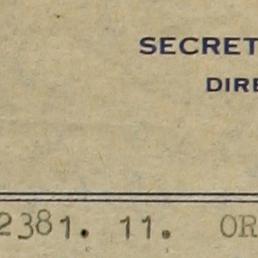 SECRET
DIRE
2381. 11. OR